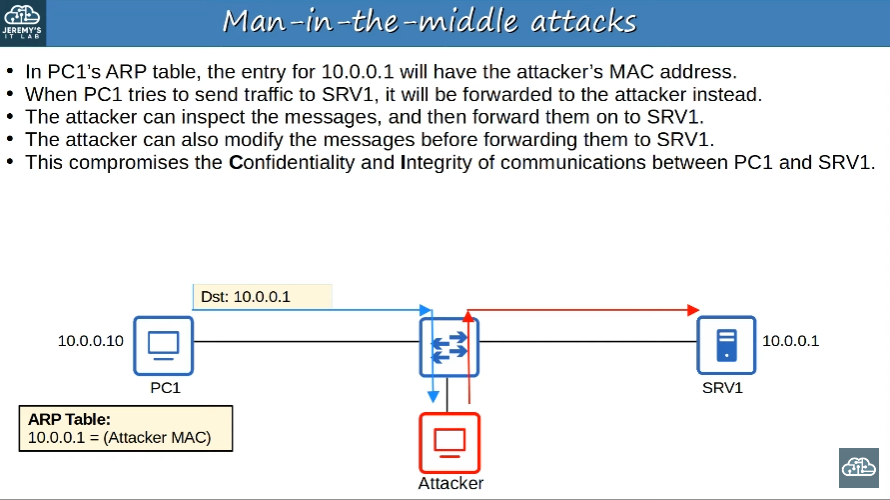 JEREMY'S
IT LAB
Man-in-the-middle attacks
• In PC1's ARP table, the entry for 10.0.0.1 will have the attacker's MAC address.
• When PC1 tries to send traffic to SRV1, it will be forwarded to the attacker instead.
• The attacker can inspect the messages, and then forward them on to SRV1.
• The attacker can also modify the messages before forwarding them to SRV1.
• This compromises the Confidentiality and Integrity of communications between PC1 and SRV1.
Dst: 10.0.0.1
10.0.0.10
10.0.0.1
PC1
SRV1
ARP Table:
10.0.0.1 = (Attacker MAC)
Attacker